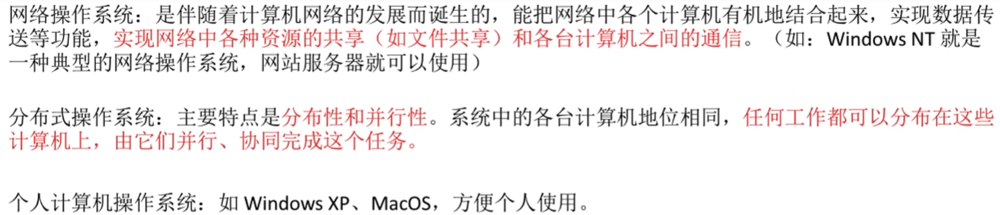 网络操作系统：是伴随着计算机网络的发展而诞生的，能把网络中各个计算机有机地结合起来，实现数据传
送等功能，实现网络中各种资源的共享（如文件共享）和各台计算机之间的通信。（如：Windows NT 就是
一种典型的网络操作系统，网站服务器就可以使用）
分布式操作系统：主要特点是分布性和并行性。系统中的各台计算机地位相同，任何工作都可以分布在这些
计算机上，由它们并行、协同完成这个任务。
个人计算机操作系统：如 Windows XP、MacOS，方便个人使用。